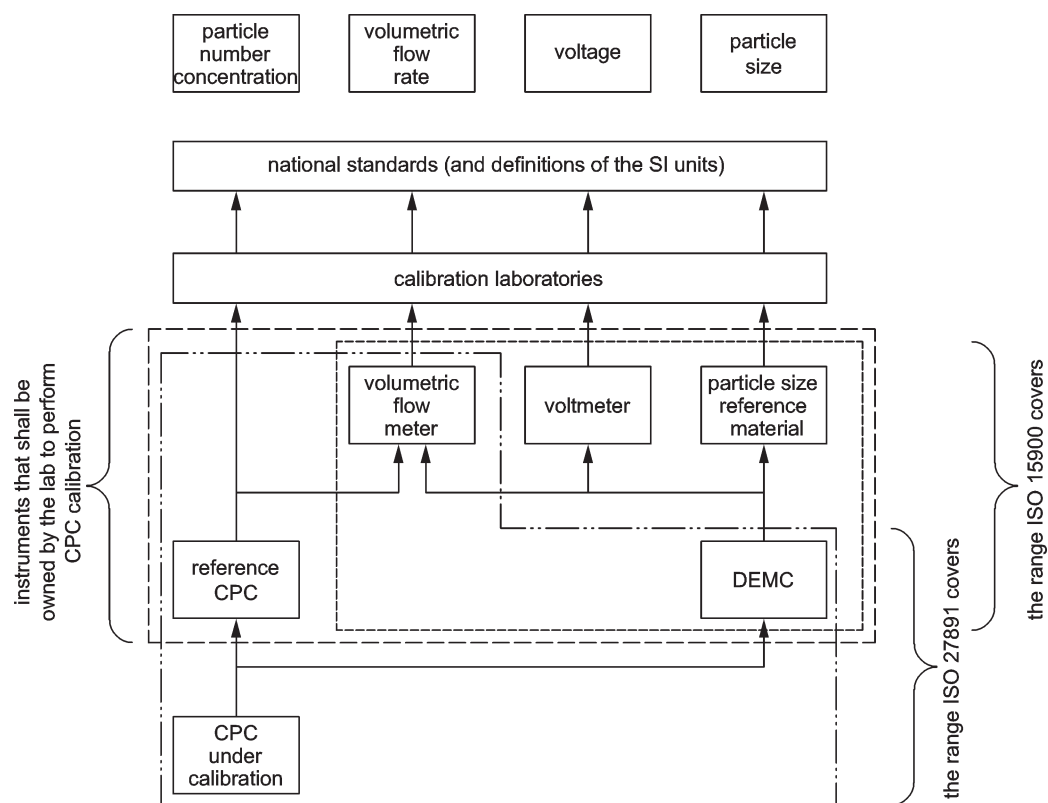 particle
number
concentration
volumetric
flow
rate
voltage
particle
size
national standards (and definitions of the SI units)
calibration laboratories
instruments that shall be
owned by the lab to perform
CPC calibration
volumetric
flow
meter
voltmeter
particle size
reference
material
the range ISO 15900 covers
reference
CPC
DEMC
the range ISO 27891 covers
CPC
under
calibration